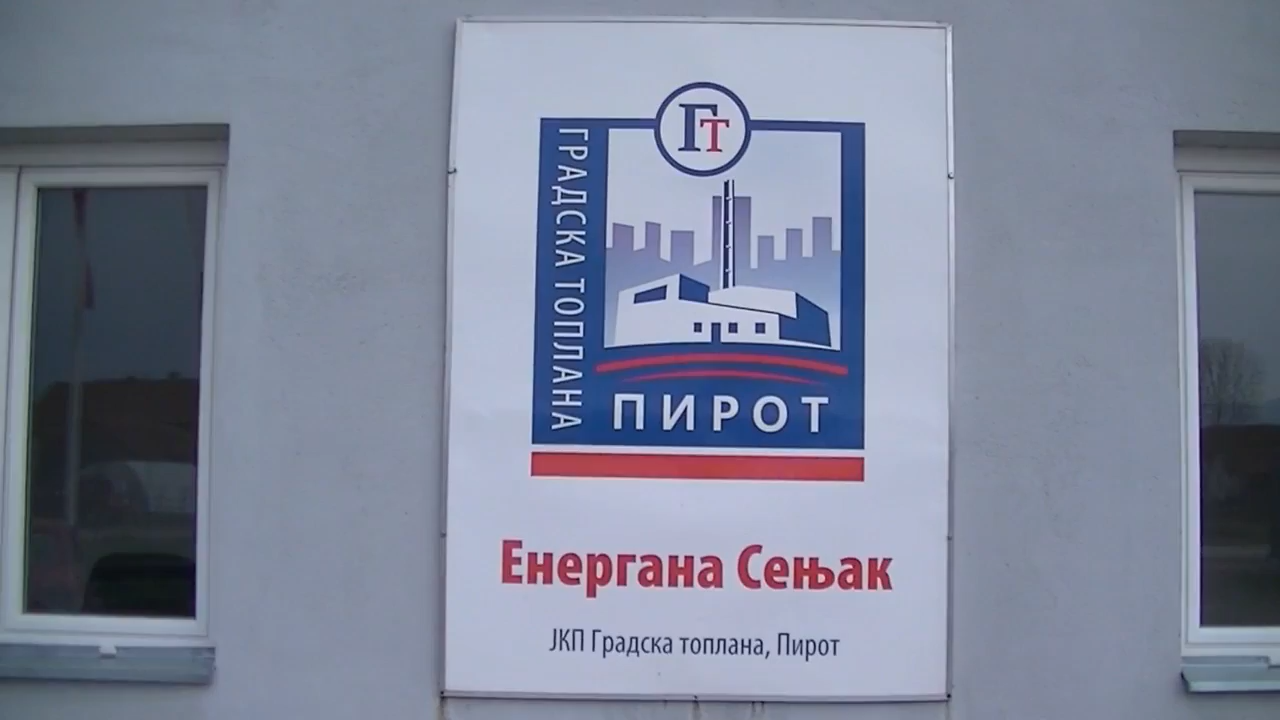 ГТ
ГРАДСКА ТОПЛАНА
ПИРОТ
Енергана Сењак
ЈКП Градска топлана, Пирот